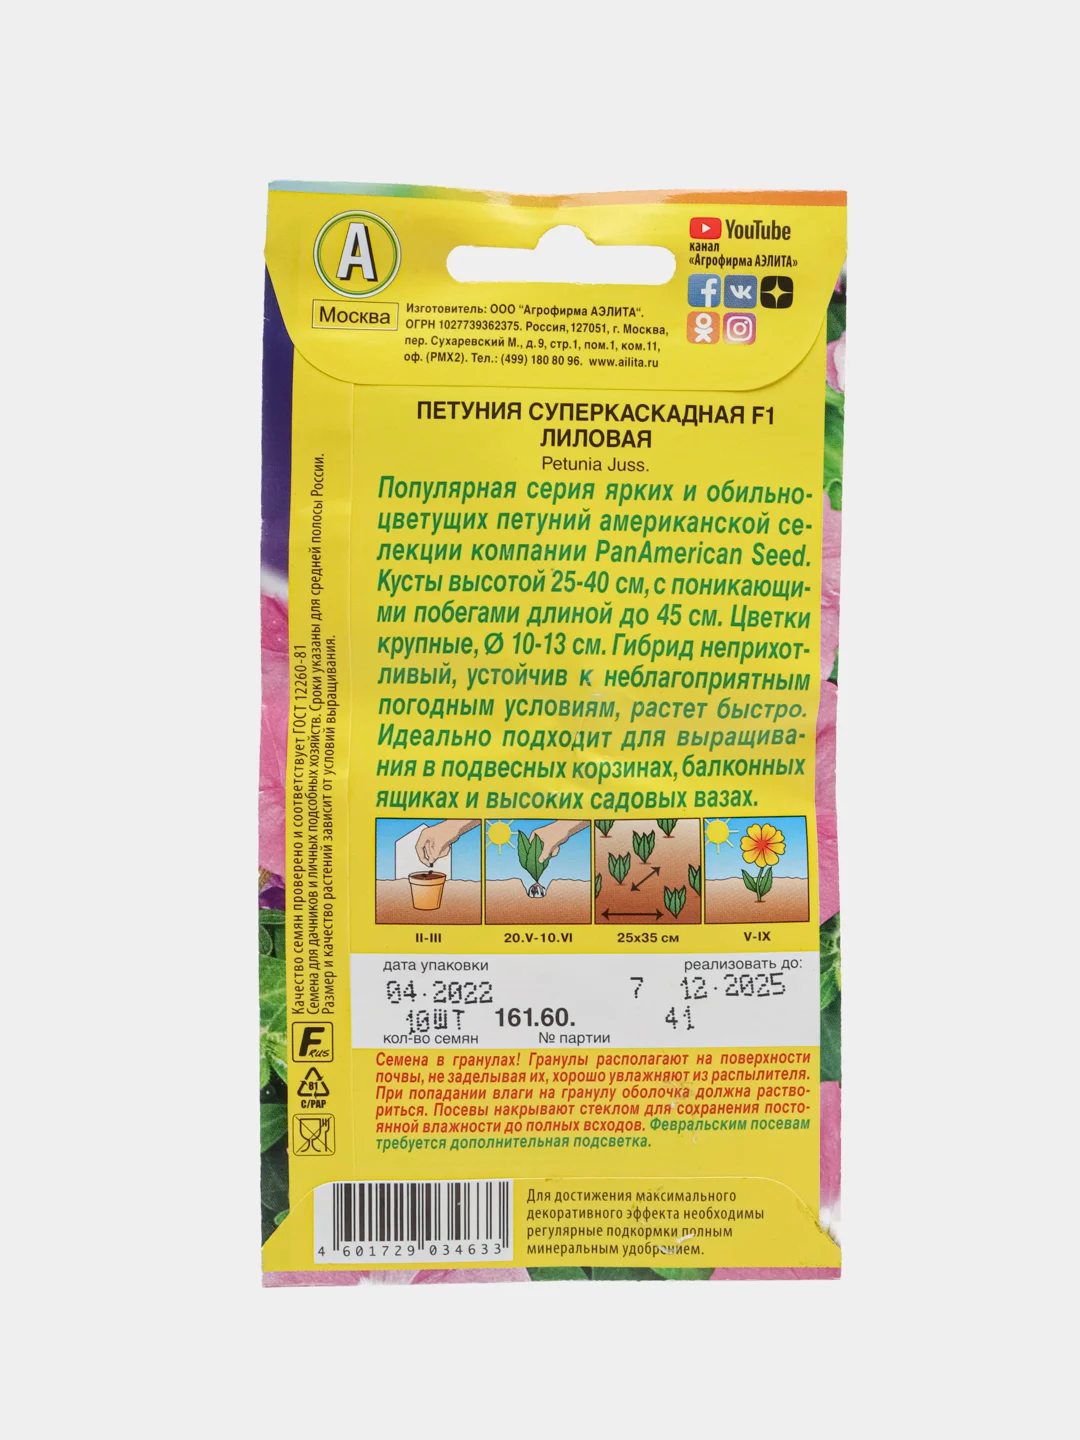 А
Москва
Изготовитель: ООО "Агрофирма АЭЛИТА".
ОГРН 1027739362375. Россия, 127051, г. Москва,
пер. Сухаревский М., д.9, стр.1, пом.1, ком.11,
оф. (РМХ2). Тел.: (499) 180 80 96. www.ailita.ru
YouTube
канал
«Агрофирма АЭЛИТА»
ПЕТУНИЯ СУПЕРКАСКАДНАЯ F1
ЛИЛОВАЯ
Petunia Juss.
Популярная серия ярких и обильно-
цветущих петуний американской се-
лекции компании PanAmerican Seed.
Кусты высотой 25-40 см, с поникающи-
ми побегами длиной до 45 см. Цветки
крупные, Ø 10-13 см. Гибрид неприхот-
ливый, устойчив к неблагоприятным
погодным условиям, растет быстро.
Идеально подходит для выращива-
ния в подвесных корзинах, балконных
ящиках и высоких садовых вазах.
II-III
20.V-10.VI
25х35 см
V-IX
дата упаковки
реализовать до:
04.2022
7 12.2025
10ШТ
161.60.
41
кол-во семян
№ партии
Семена в гранулах! Гранулы располагают на поверхности
почвы, не заделывая их, хорошо увлажняют из распылителя.
При попадании влаги на гранулу оболочка должна раство-
риться. Посевы накрывают стеклом для сохранения посто-
янной влажности до полных всходов. Февральским посевам
требуется дополнительная подсветка.
Качество семян проверено и соответствует ГОСТ 12260-81
Семена для дачников и личных подсобных хозяйств. Сроки указаны для средней полосы России.
Размер и качество растений зависит от условий выращивания.
F RUS
81
C/PAP
4 601729 034633
Для достижения максимального
декоративного эффекта необходимы
регулярные подкормки полным
минеральным удобрением.